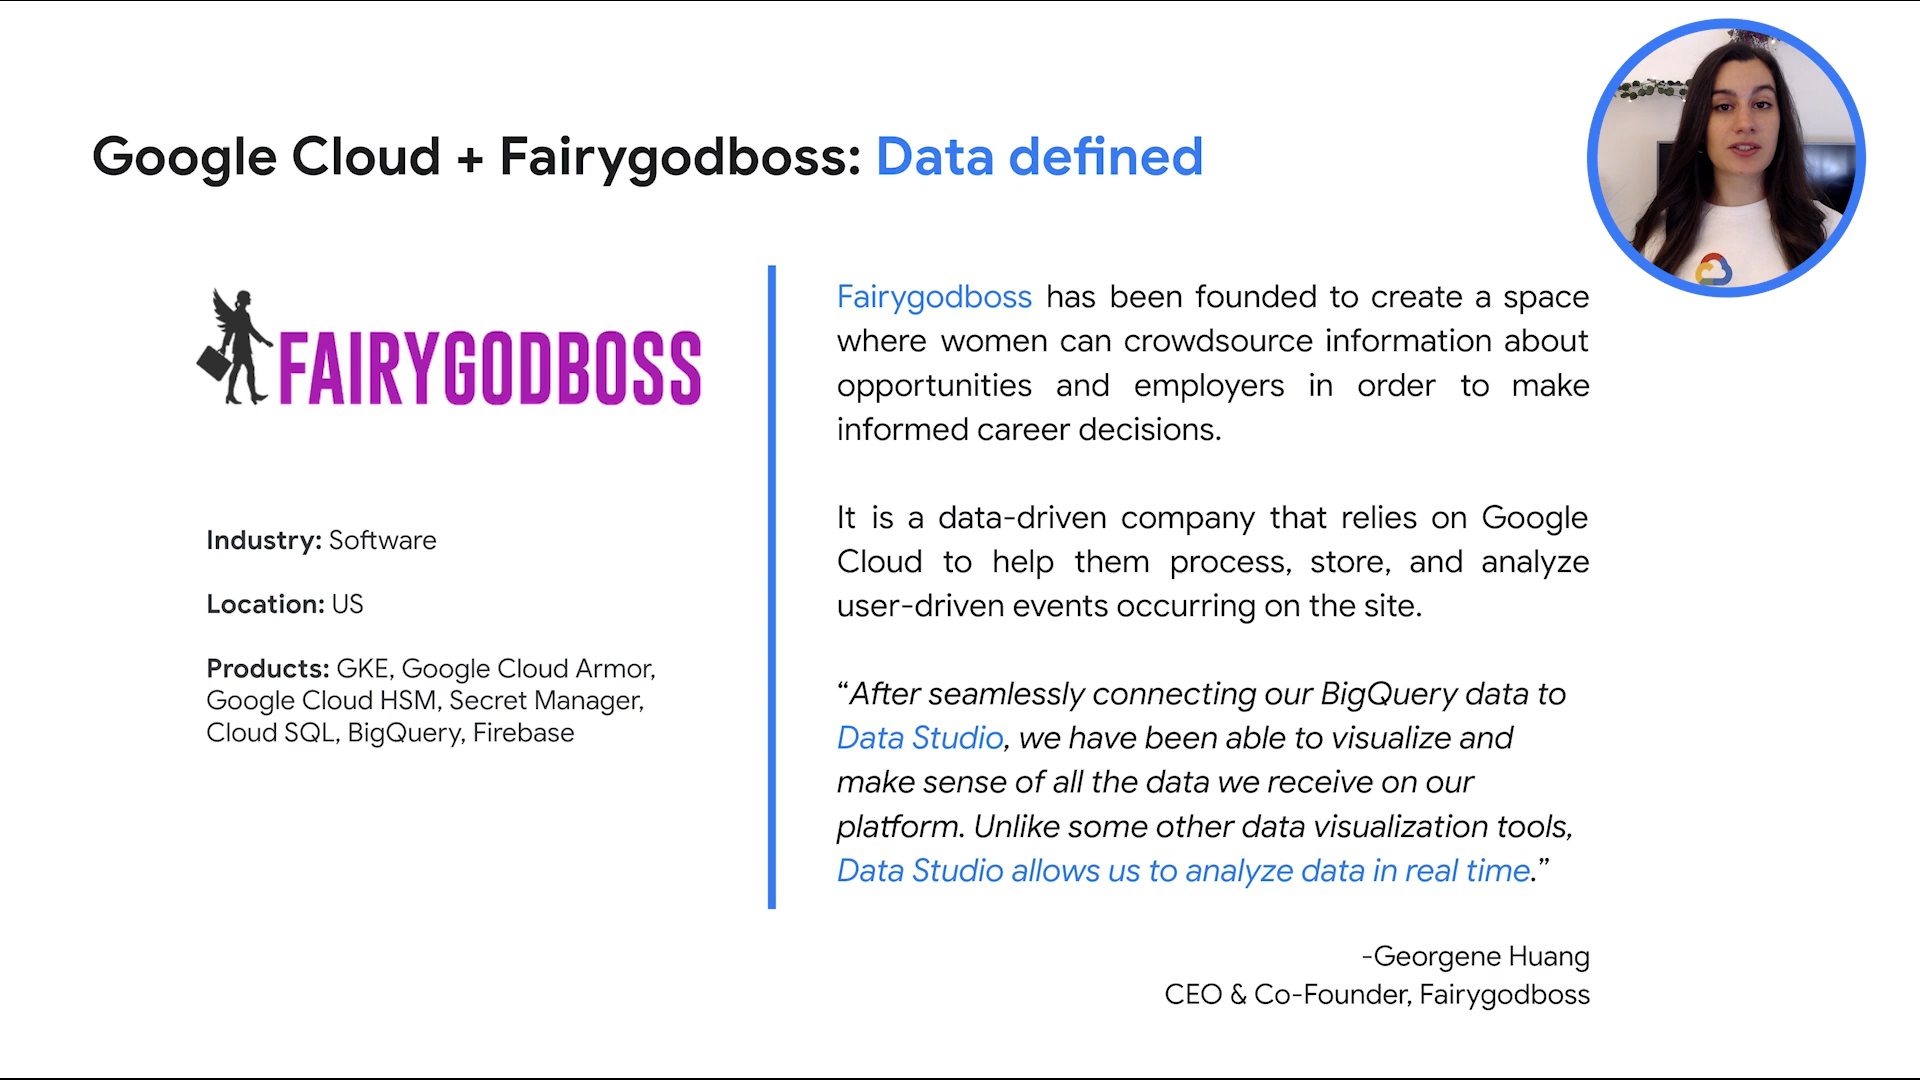 Google Cloud + Fairygodboss: Data defined
FAIRYGODBOSS
Industry: Software
Location: US
Products: GKE, Google Cloud Armor,
Google Cloud HSM, Secret Manager,
Cloud SQL, BigQuery, Firebase
Fairygodboss has been founded to create a space
where women can crowdsource information about
opportunities and employers in order to make
informed career decisions.
It is a data-driven company that relies on Google
Cloud to help them process, store, and analyze
user-driven events occurring on the site.
“After seamlessly connecting our BigQuery data to
Data Studio, we have been able to visualize and
make sense of all the data we receive on our
platform. Unlike some other data visualization tools,
Data Studio allows us to analyze data in real time.”
-Georgene Huang
CEO & Co-Founder, Fairygodboss